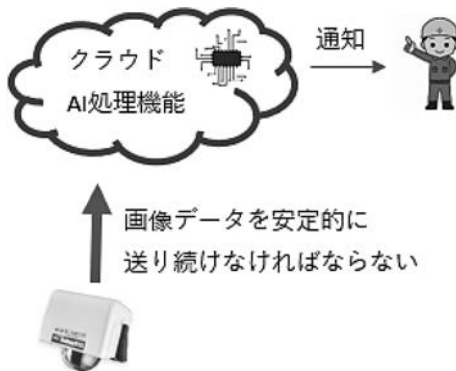 クラウド
AI処理機能
通知
画像データを安定的に
送り続けなければならない